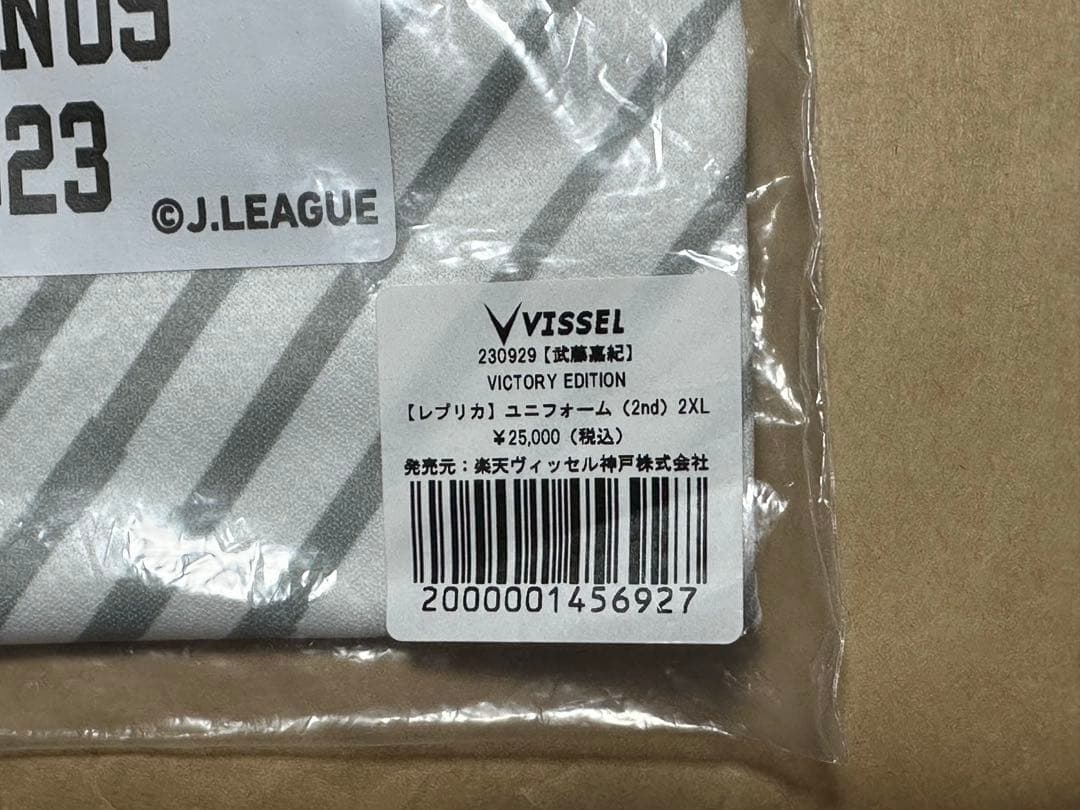 ©J.LEAGUE
VISSEL
230929【武藤嘉紀】
VICTORY EDITION
【レプリカ】ユニフォーム（2nd）2XL
￥25,000（税込）
発売元：楽天ヴィッセル神戸株式会社
2000001456927